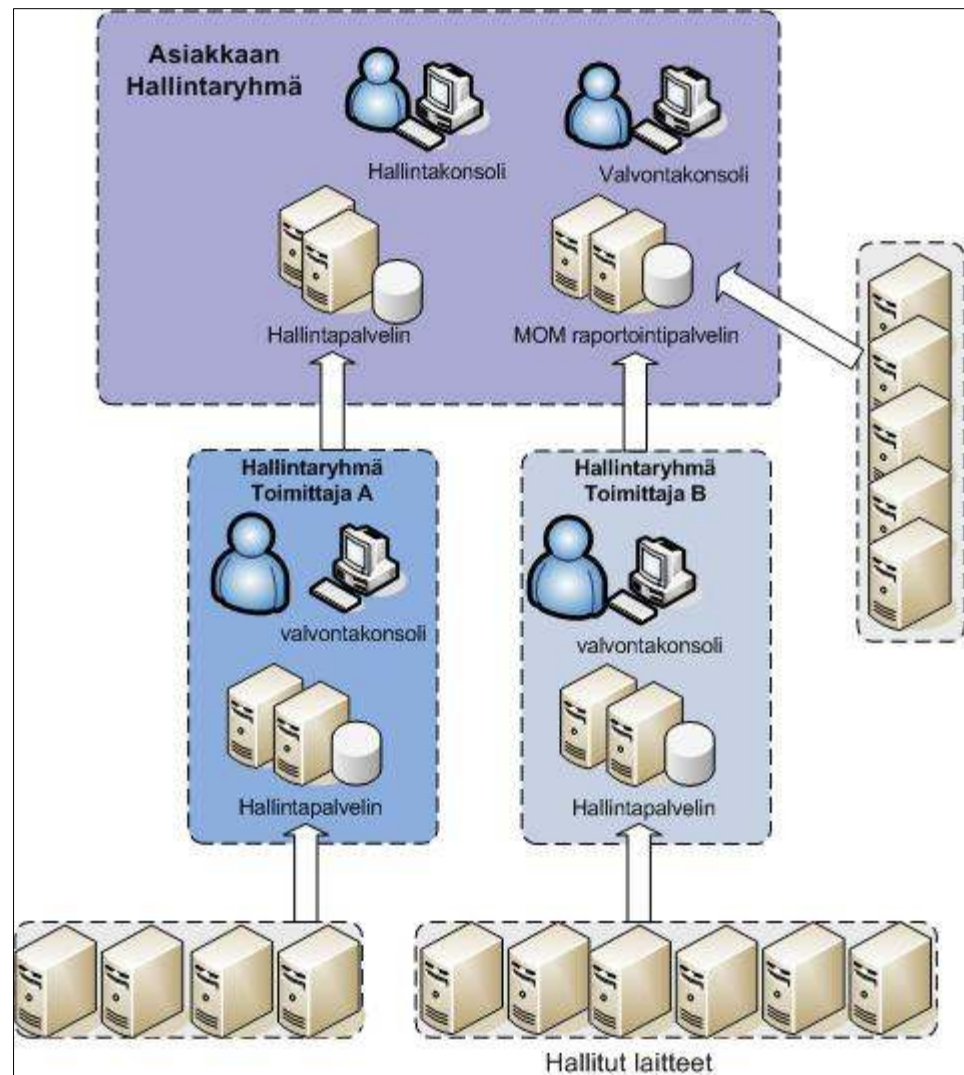 Asiakkaan
Hallintaryhmä
Hallintakonsoli
Valvontakonsoli
Hallintapalvelin
MOM raportointipalvelin
Hallintaryhmä
Toimittaja A
valvontakonsoli
Hallintapalvelin
Hallintaryhmä
Toimittaja B
valvontakonsoli
Hallintapalvelin
Hallitut laitteet